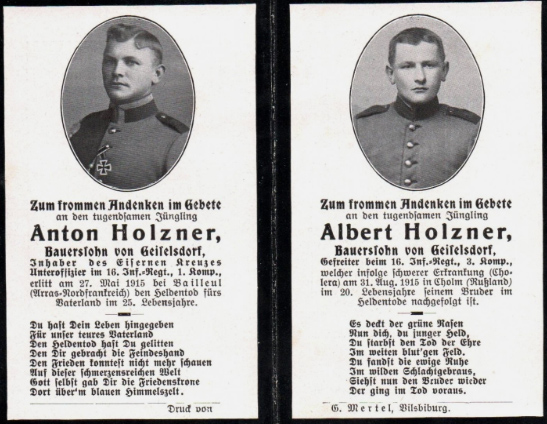 Zum frommen Andenken im Gebete
an den tugendsamen Jüngling
Anton Holzner,
Bauerssohn von Geiselsdorf,
Inhaber des Eisernen Kreuzes
Unteroffizier im 16. Inf.-Regt., 1. Komp.,
erlitt am 27. Mai 1915 bei Bailleul
(Arras-Nordfrankreich) den Heldentod fürs
Vaterland im 25. Lebensjahre.
Du hast Dein Leben hingegeben
Für unser teures Vaterland
Den Heldentod hast Du gelitten
Den Dir gebracht die Feindeshand
Den Frieden konntest nicht mehr schauen
Auf dieser schmerzensreichen Welt
Gott selbst gab Dir die Friedenskrone
Dort über'm blauen Himmelszelt.
Druck von
Zum frommen Andenken im Gebete
an den tugendsamen Jüngling
Albert Holzner,
Bauerssohn von Geiselsdorf,
Gefreiter beim 16. Inf.-Regt., 3. Komp.,
welcher infolge schwerer Erkrankung (Cho-
lera) am 31. Aug. 1915 in Cholm (Rußland)
im 20. Lebensjahre seinem Bruder im
Heldentode nachgefolgt ist.
Es deckt der grüne Rasen
Nun dich, du junger Held,
Du starbst den Tod der Ehre
Im weiten blut'gen Feld.
Du fandst die ewige Ruhe
Im wilden Schlachtgebraus,
Siehst nun den Bruder wieder
Der ging im Tod voraus.
G. Mertel, Vilsbiburg.